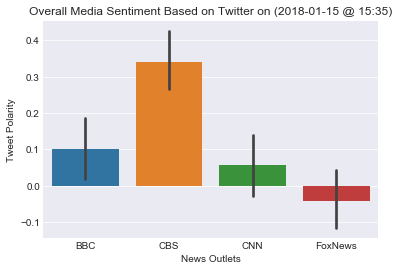 Overall Media Sentiment Based on Twitter on (2018-01-15 @ 15:35)
0.4
0.3
0.2
0.1
0.0
−0.1
Tweet Polarity
BBC CBS CNN FoxNews
News Outlets